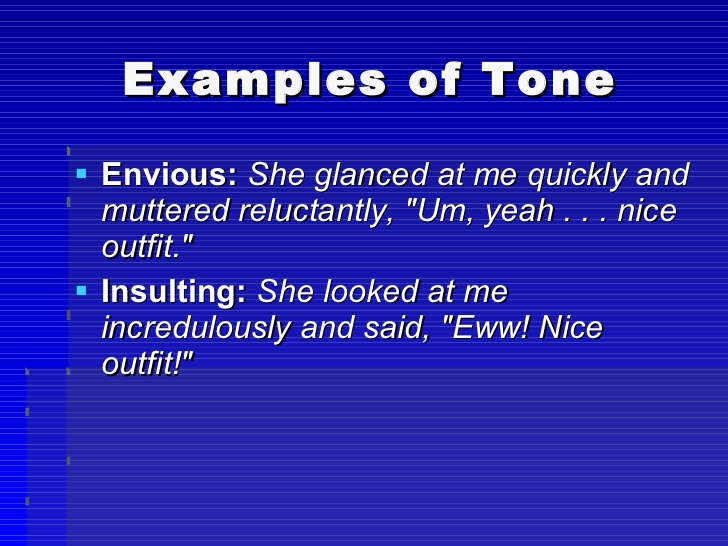 Examples of Tone
Envious: She glanced at me quickly and
muttered reluctantly, "Um, yeah . . . nice
outfit."
Insulting: She looked at me
incredulously and said, "Eww! Nice
outfit!"